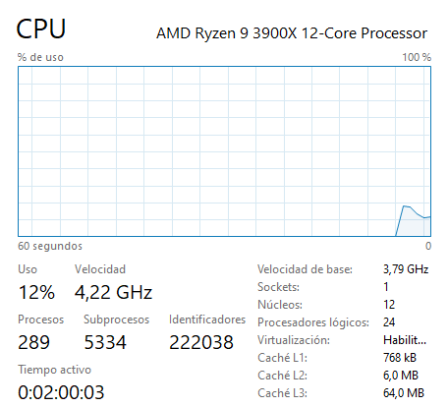 CPU AMD Ryzen 9 3900X 12-Core Processor
% de uso 100 %
60 segundos 0
Uso Velocidad
12% 4,22 GHz
Procesos Subprocesos Identificadores
289 5334 222038
Tiempo activo
0:02:00:03
Velocidad de base: 3,79 GHz
Sockets: 1
Núcleos: 12
Procesadores lógicos: 24
Virtualización: Habilit...
Caché L1: 768 kB
Caché L2: 6,0 MB
Caché L3: 64,0 MB